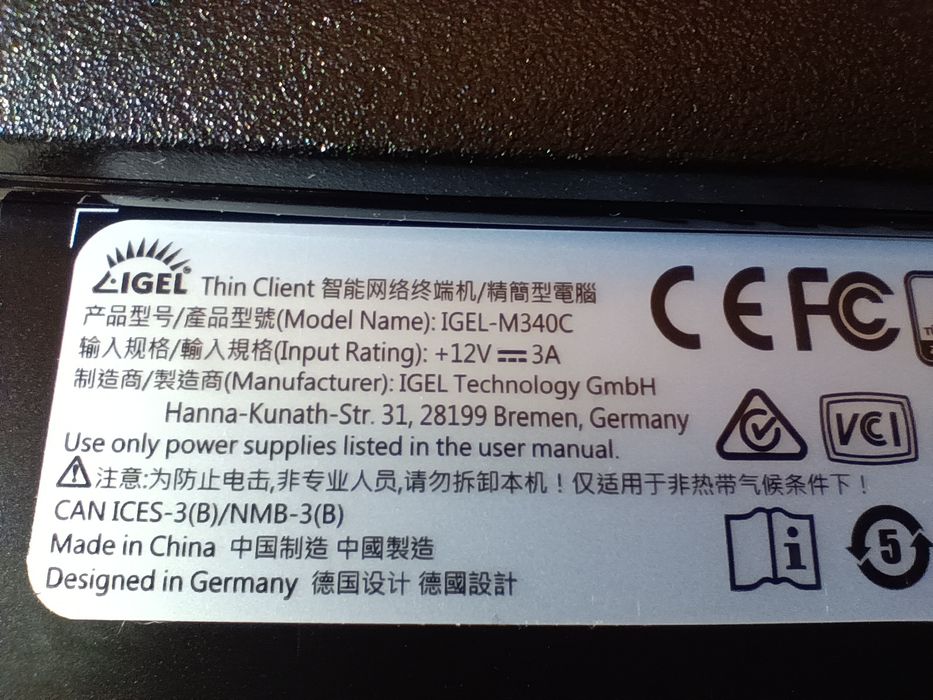 IGEL Thin Client 智能网络终端机/精簡型電腦
产品型号/產品型號(Model Name): IGEL-M340C
输入规格/輸入規格(Input Rating): +12V 3A
制造商/製造商(Manufacturer): IGEL Technology GmbH
Hanna-Kunath-Str. 31, 28199 Bremen, Germany
Use only power supplies listed in the user manual.
注意:为防止电击,非专业人员,请勿拆卸本机！仅适用于非热带气候条件下！
CAN ICES-3(B)/NMB-3(B)
Made in China 中国制造 中國製造
Designed in Germany 德国设计 德國設計
CE FC
VCI
i 5